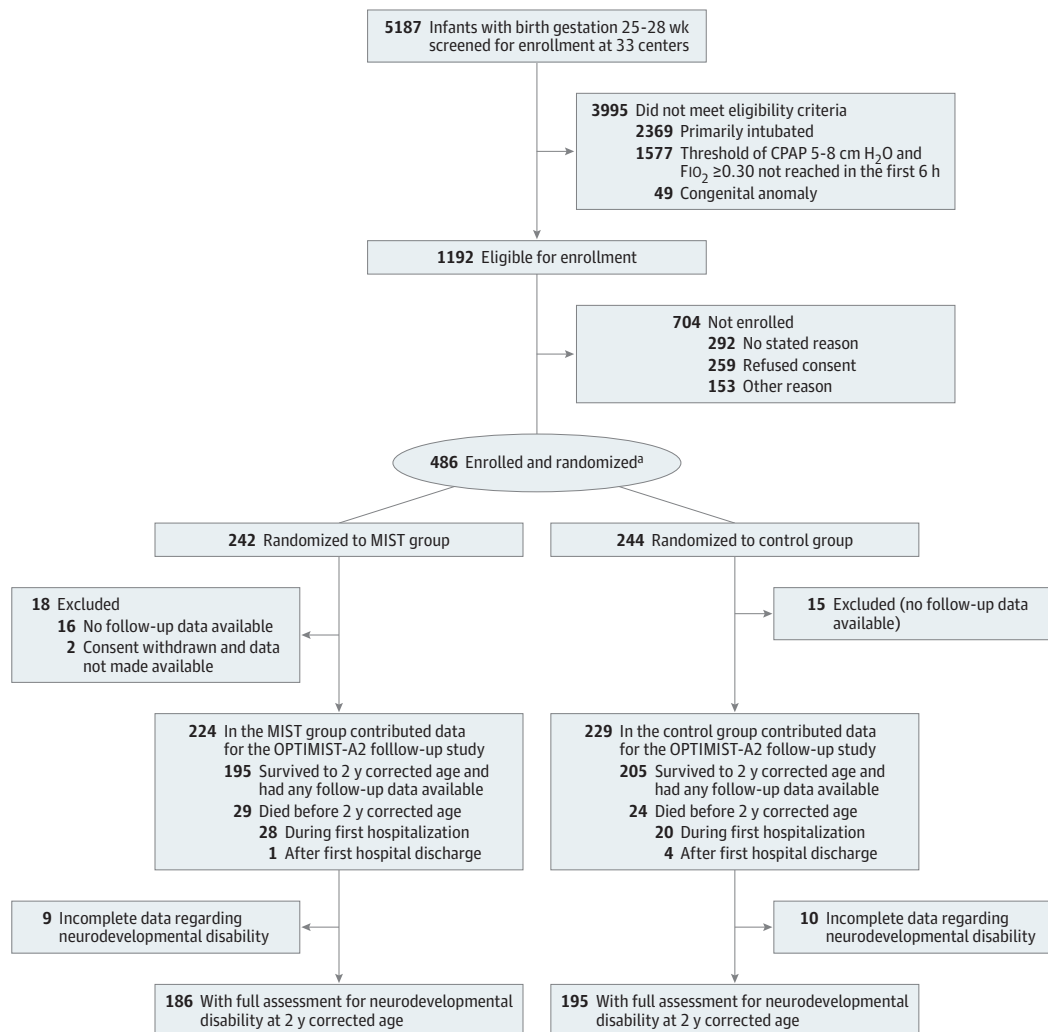 5187 Infants with birth gestation 25-28 wk
screened for enrollment at 33 centers
3995 Did not meet eligibility criteria
2369 Primarily intubated
1577 Threshold of CPAP 5-8 cm H2O and
FIO2 ≥0.30 not reached in the first 6 h
49 Congenital anomaly
1192 Eligible for enrollment
704 Not enrolled
292 No stated reason
259 Refused consent
153 Other reason
486 Enrolled and randomizedª
242 Randomized to MIST group
244 Randomized to control group
18 Excluded
16 No follow-up data available
2 Consent withdrawn and data
not made available
15 Excluded (no follow-up data
available)
224 In the MIST group contributed data
for the OPTIMIST-A2 folllow-up study
195 Survived to 2 y corrected age and
had any follow-up data available
29 Died before 2 y corrected age
28 During first hospitalization
1 After first hospital discharge
229 In the control group contributed data
for the OPTIMIST-A2 follow-up study
205 Survived to 2 y corrected age and
had any follow-up data available
24 Died before 2 y corrected age
20 During first hospitalization
4 After first hospital discharge
9 Incomplete data regarding
neurodevelopmental disability
10 Incomplete data regarding
neurodevelopmental disability
186 With full assessment for neurodevelopmental
disability at 2 y corrected age
195 With full assessment for neurodevelopmental
disability at 2 y corrected age